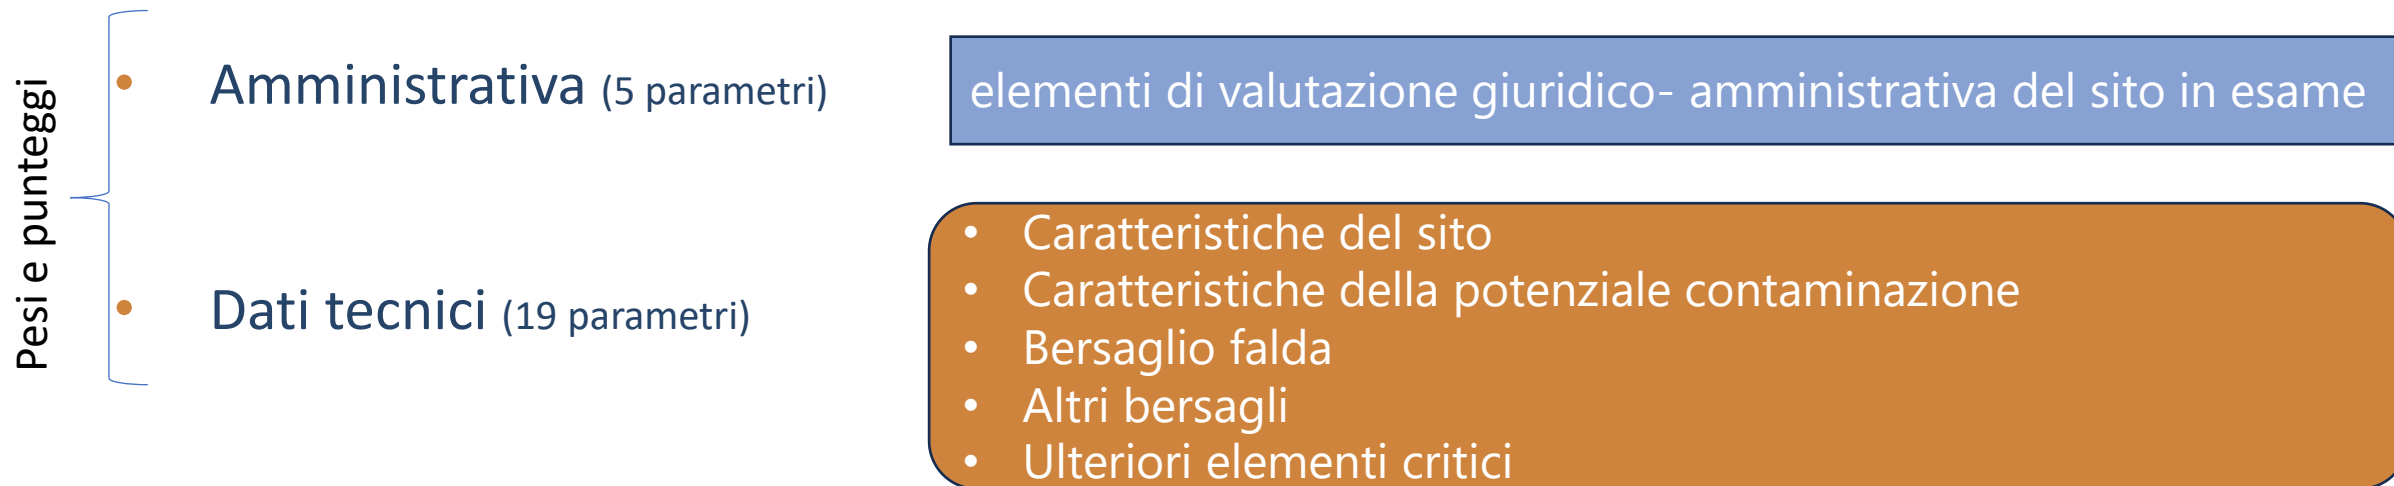 Pesi e punteggi
• Amministrativa (5 parametri)
elementi di valutazione giuridico- amministrativa del sito in esame
• Dati tecnici (19 parametri)
• Caratteristiche del sito
• Caratteristiche della potenziale contaminazione
• Bersaglio falda
• Altri bersagli
• Ulteriori elementi critici